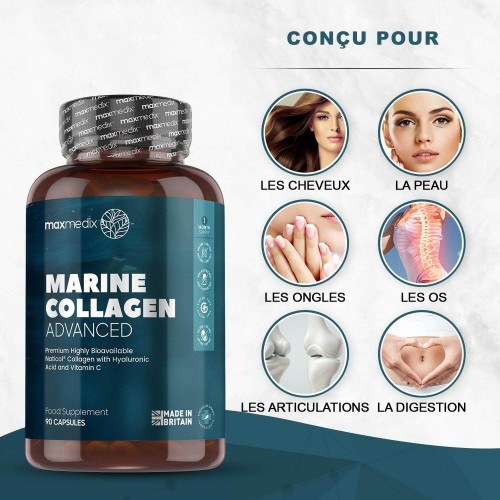 CONÇU POUR
maxmedix
maxmedix
MARINE
COLLAGEN
ADVANCED
Premium Highly Bioavailable
Naticol® Collagen with Hyaluronic
Acid and Vitamin C
Food Supplement
90 CAPSULES
MADE IN
BRITAIN
LES CHEVEUX
LA PEAU
LES ONGLES
LES OS
LES ARTICULATIONS
LA DIGESTION